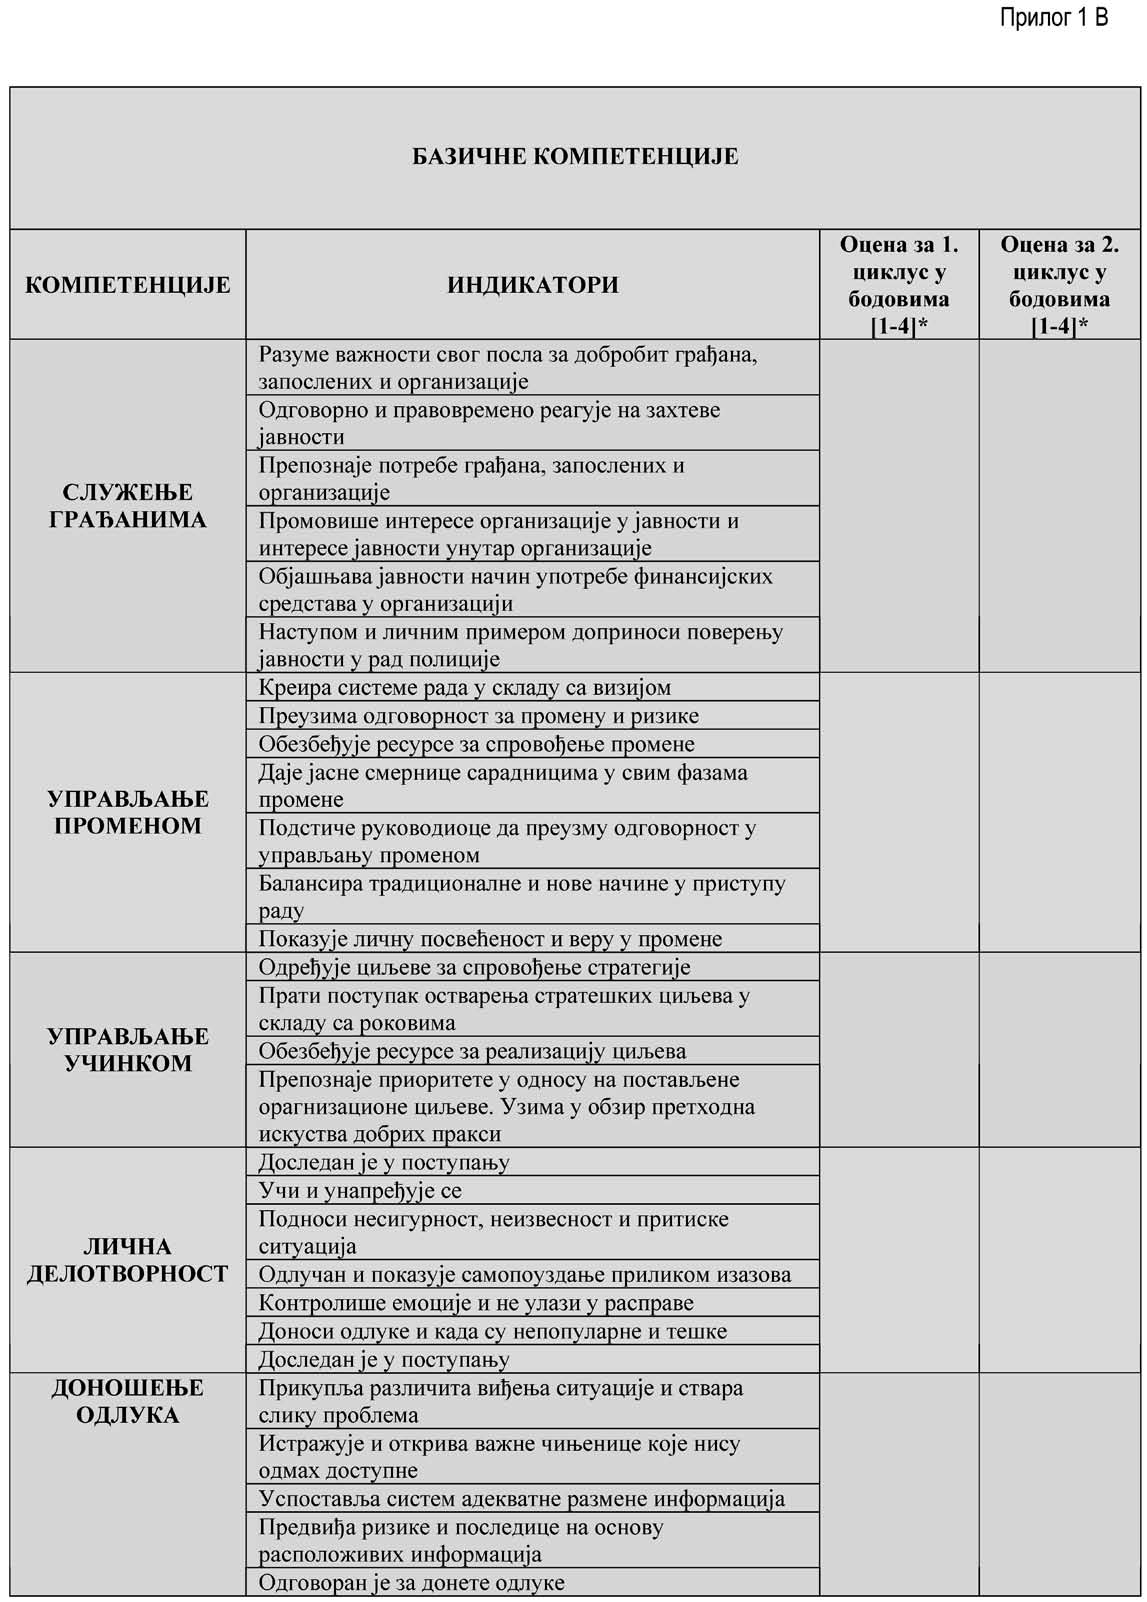 Прилог 1 В
БАЗИЧНЕ КОМПЕТЕНЦИЈЕ
КОМПЕТЕНЦИЈЕ
ИНДИКАТОРИ
Оцена за 1.
циклус у
бодовима
[1-4]*
Оцена за 2.
циклус у
бодовима
[1-4]*
СЛУЖЕЊЕ
ГРАЂАНИМА
Разуме важности свог посла за добробит грађана,
запослених и организације
Одговорно и правовремено реагује на захтеве
јавности
Препознаје потребе грађана, запослених и
организације
Промовише интересе организације у јавности и
интересе јавности унутар организације
Објашњава јавности начин употребе финансијских
средстава у организацији
Наступом и личним примером доприноси поверењу
јавности у рад полиције
УПРАВЉАЊЕ
ПРОМЕНОМ
Креира системе рада у складу са визијом
Преузима одговорност за промену и ризике
Обезбеђује ресурсе за спровођење промене
Даје јасне смернице сарадницима у свим фазама
промене
Подстиче руководиоце да преузму одговорност у
управљању променом
Балансира традиционалне и нове начине у приступу
раду
Показује личну посвећеност и веру у промене
УПРАВЉАЊЕ
УЧИНКОМ
Одређује циљеве за спровођење стратегије
Прати поступак остварења стратешких циљева у
складу са роковима
Обезбеђује ресурсе за реализацију циљева
Препознаје приоритете у односу на постављене
орагнизационе циљеве. Узима у обзир претходна
искуства добрих пракси
ЛИЧНА
ДЕЛОТВОРНОСТ
Доследан је у поступању
Учи и унапређује се
Подноси несигурност, неизвесност и притиске
ситуација
Одлучан и показује самопоуздање приликом изазова
Контролише емоције и не улази у расправе
Доноси одлуке и када су непопуларне и тешке
Доследан је у поступању
ДОНОШЕЊЕ
ОДЛУКА
Прикупља различита виђења ситуације и ствара
слику проблема
Истражује и открива важне чињенице које нису
одмах доступне
Успоставља систем адекватне размене информација
Предвиђа ризике и последице на основу
расположивих информација
Одговоран је за донете одлуке